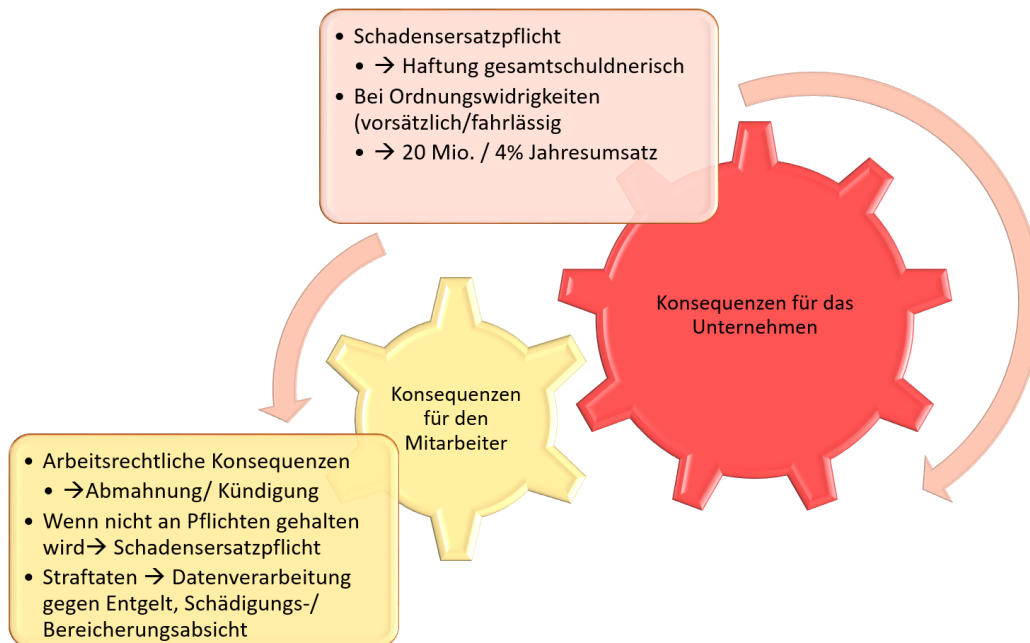 • Schadensersatzpflicht
• → Haftung gesamtschuldnerisch
• Bei Ordnungswidrigkeiten
(vorsätzlich/fahrlässig
• → 20 Mio. / 4% Jahresumsatz
Konsequenzen für das
Unternehmen
Konsequenzen
für den
Mitarbeiter
• Arbeitsrechtliche Konsequenzen
• →Abmahnung/ Kündigung
• Wenn nicht an Pflichten gehalten
wird→ Schadensersatzpflicht
• Straftaten → Datenverarbeitung
gegen Entgelt, Schädigungs-/
Bereicherungsabsicht